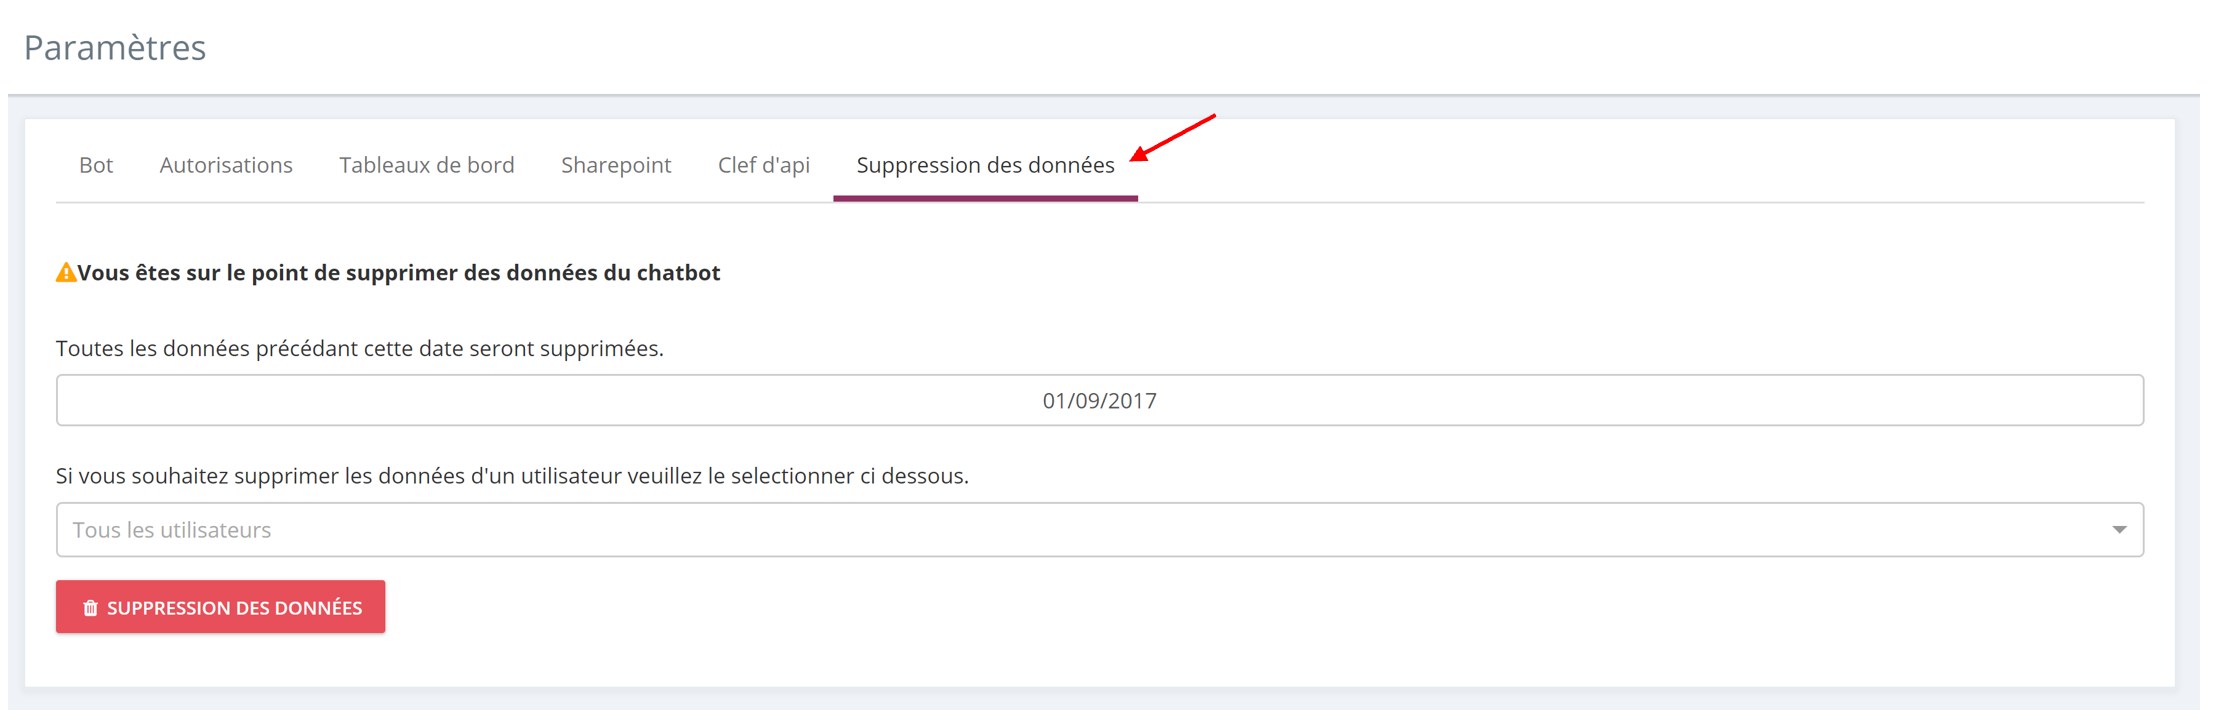 Paramètres
Bot Autorisations Tableaux de bord Sharepoint Clef d'api Suppression des données
Vous êtes sur le point de supprimer des données du chatbot
Toutes les données précédant cette date seront supprimées.
01/09/2017
Si vous souhaitez supprimer les données d'un utilisateur veuillez le selectionner ci dessous.
Tous les utilisateurs
SUPPRESSION DES DONNÉES